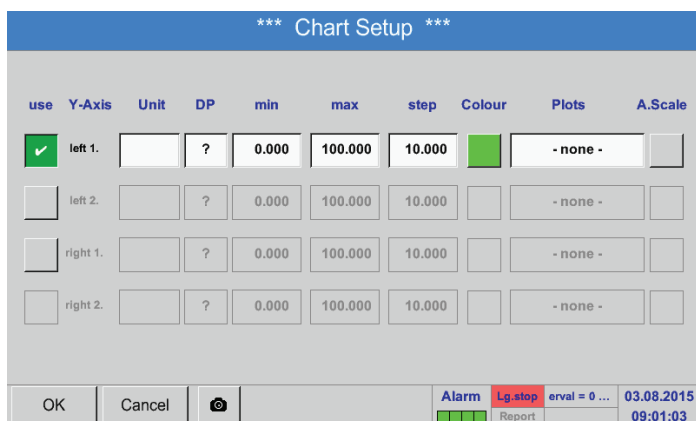 *** Chart Setup ***
use Y-Axis Unit DP min max step Colour Plots A.Scale
left 1. ? 0.000 100.000 10.000 - none -
left 2. ? 0.000 100.000 10.000 - none -
right 1. ? 0.000 100.000 10.000 - none -
right 2. ? 0.000 100.000 10.000 - none -
OK Cancel Alarm Lg.stop erval = 0 ... 03.08.2015
Report 09:01:03